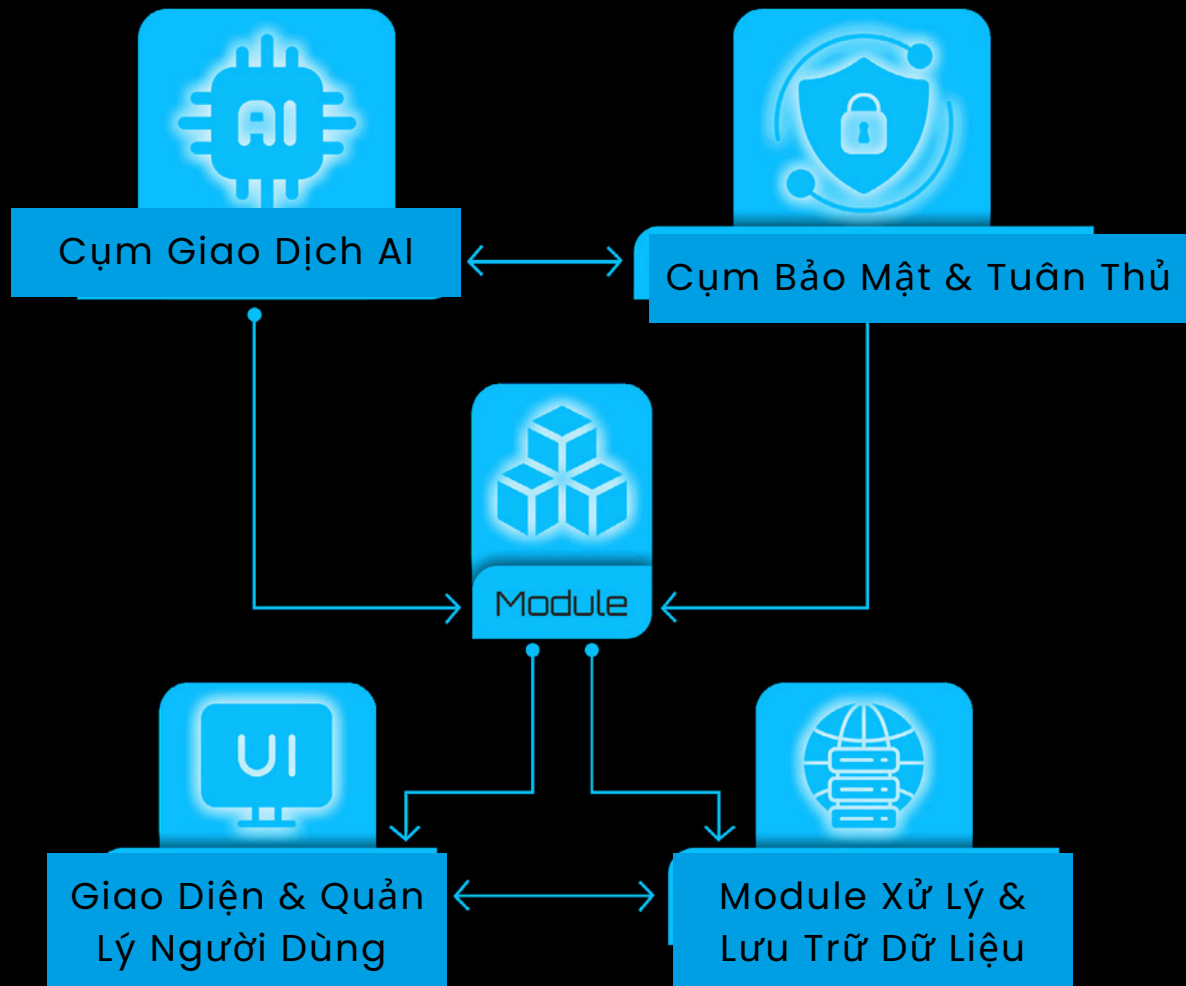 AI
Cụm Giao Dịch AI
Cụm Bảo Mật & Tuân Thủ
Module
UI
Giao Diện & Quản
Lý Người Dùng
Module Xử Lý &
Lưu Trữ Dữ Liệu